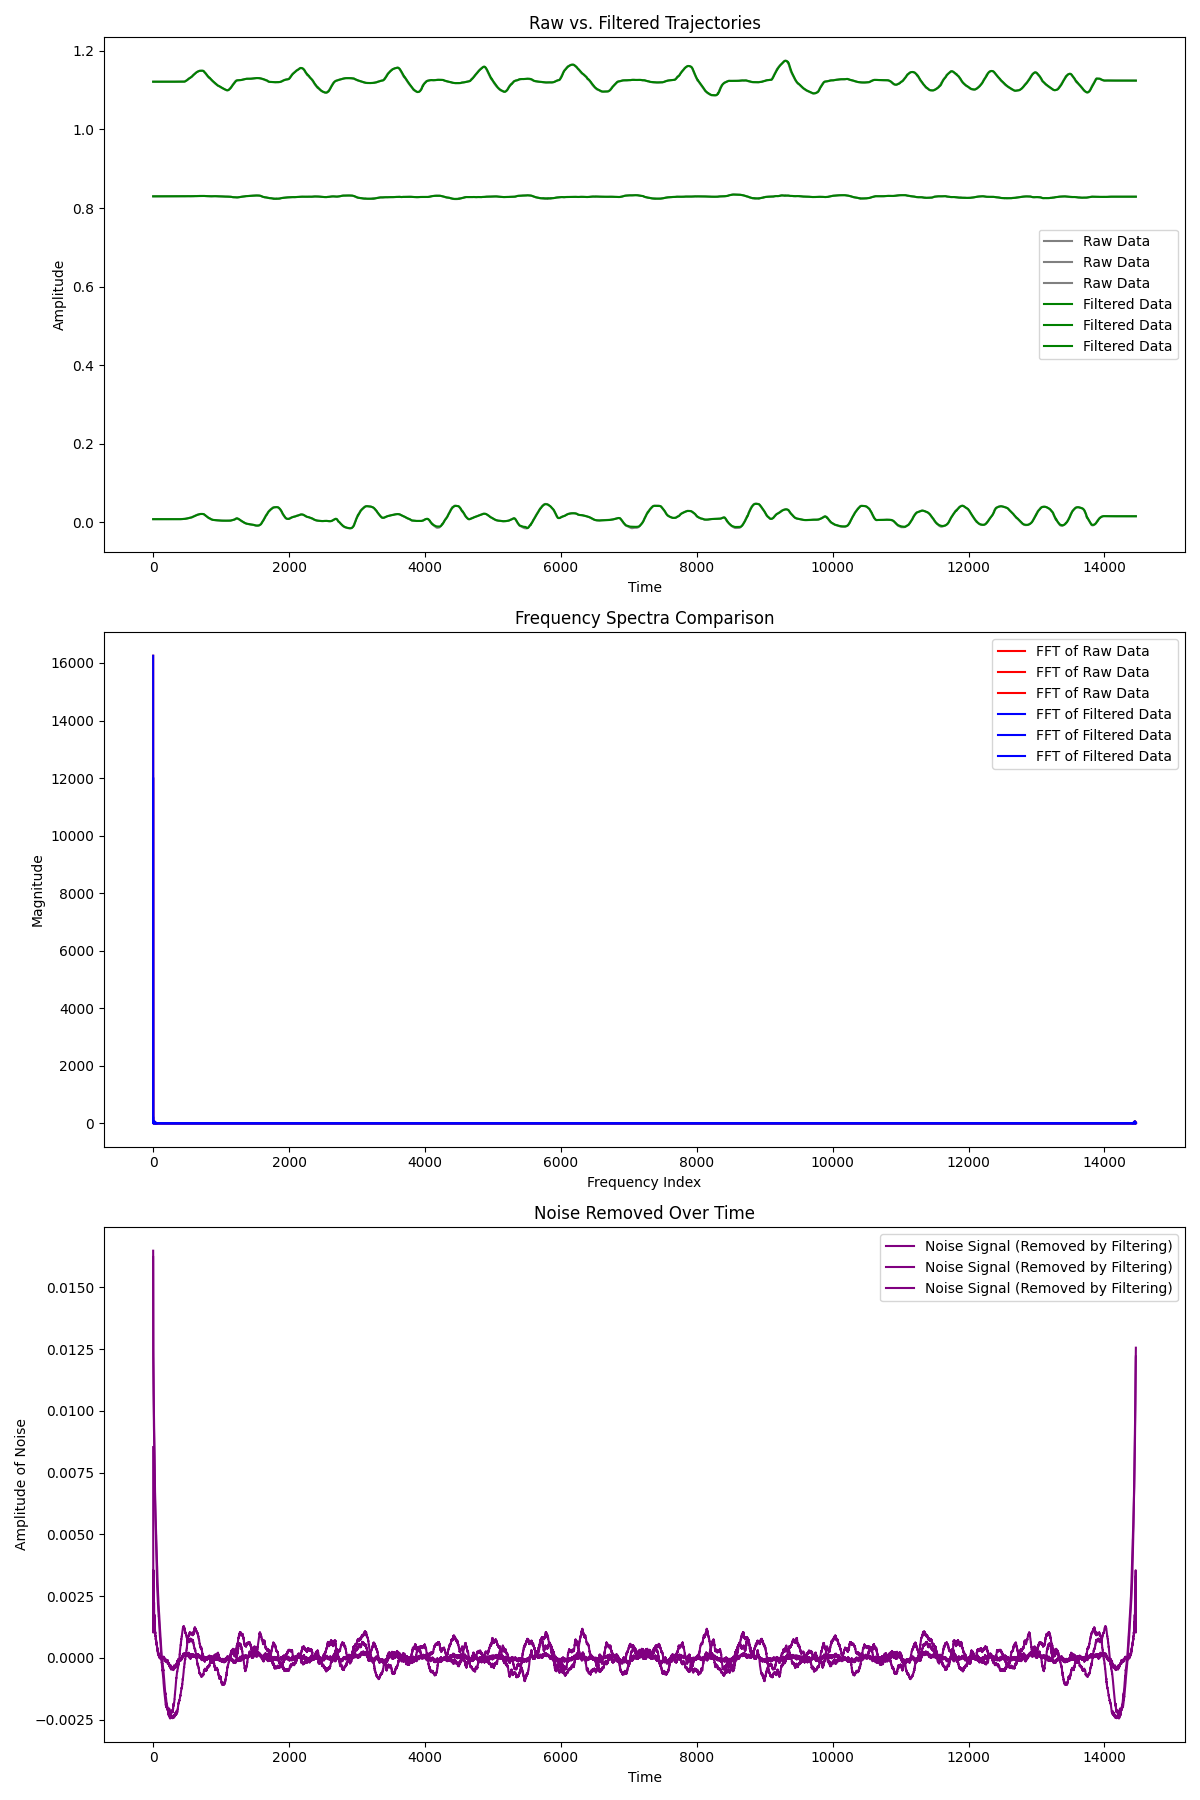 Raw vs. Filtered Trajectories
1.2
1.0
0.8
0.6
0.4
0.2
0.0
Amplitude
Raw Data
Raw Data
Raw Data
Filtered Data
Filtered Data
Filtered Data
0 2000 4000 6000 8000 10000 12000 14000
Time
Frequency Spectra Comparison
16000
14000
12000
10000
8000
6000
4000
2000
0
Magnitude
FFT of Raw Data
FFT of Raw Data
FFT of Raw Data
FFT of Filtered Data
FFT of Filtered Data
FFT of Filtered Data
0 2000 4000 6000 8000 10000 12000 14000
Frequency Index
Noise Removed Over Time
0.0150
0.0125
0.0100
0.0075
0.0050
0.0025
0.0000
−0.0025
Amplitude of Noise
Noise Signal (Removed by Filtering)
Noise Signal (Removed by Filtering)
Noise Signal (Removed by Filtering)
0 2000 4000 6000 8000 10000 12000 14000
Time